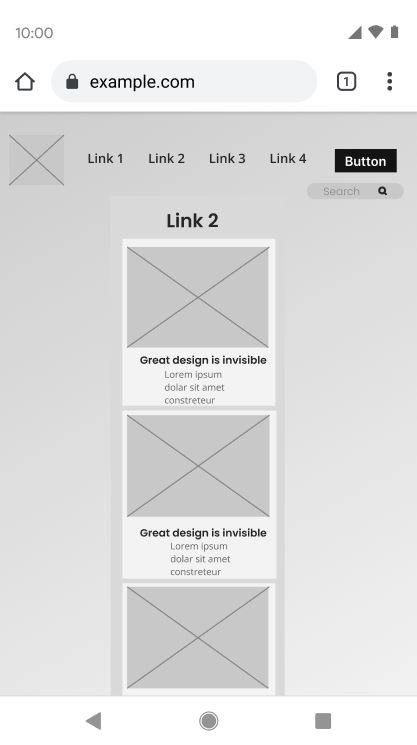 10:00
example.com
1
Link 1 Link 2 Link 3 Link 4 Button
Search
Link 2
Great design is invisible
Lorem ipsum
dolar sit amet
constreteur
Great design is invisible
Lorem ipsum
dolar sit amet
constreteur